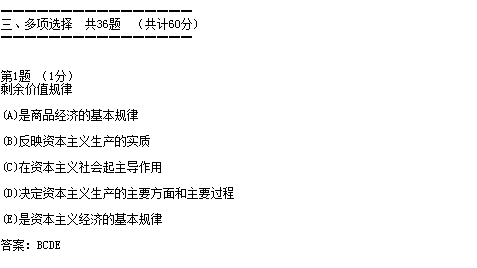 三、多项选择　共36题　（共计60分）
第1题　（1分）
剩余价值规律
(A)是商品经济的基本规律
(B)反映资本主义生产的实质
(C)在资本主义社会起主导作用
(D)决定资本主义生产的主要方面和主要过程
(E)是资本主义经济的基本规律
答案：BCDE